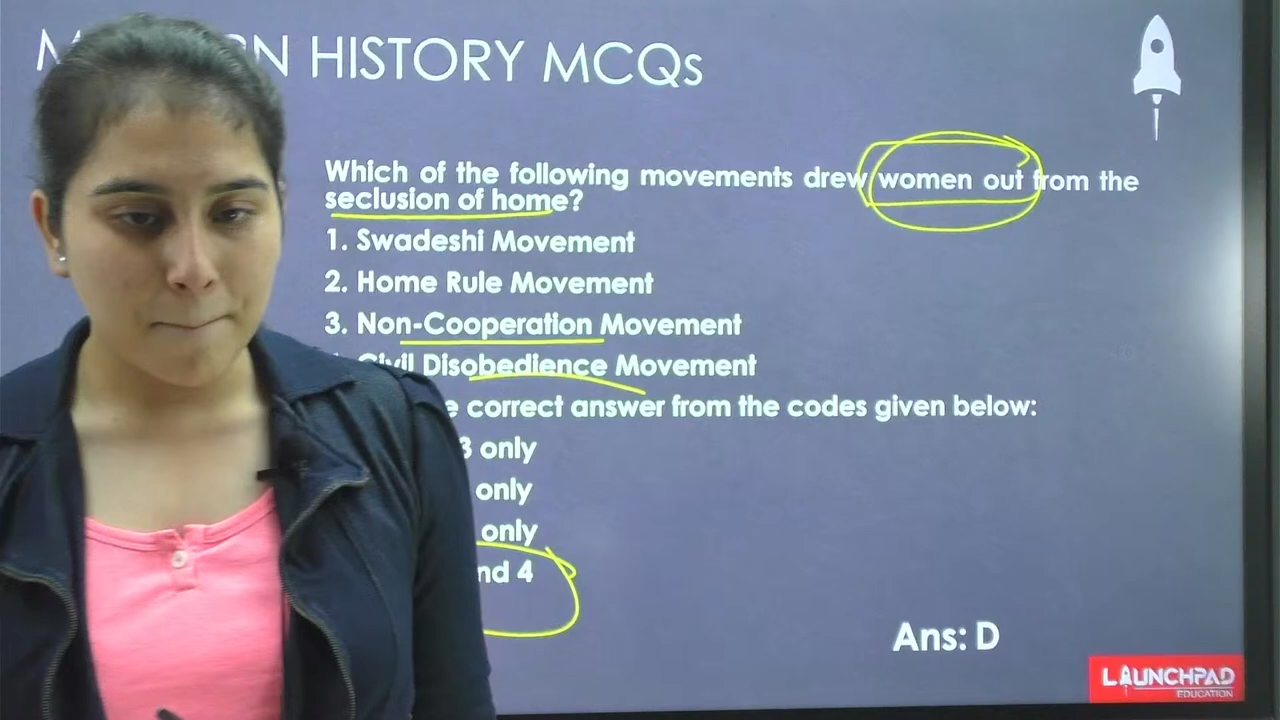 HISTORY MCQs
Which of the following movements drew women out from the
seclusion of home?
1. Swadeshi Movement
2. Home Rule Movement
3. Non-Cooperation Movement
Civil Disobedience Movement
correct answer from the codes given below:
3 only
only
only
4
Ans: D
LAUNCHPAD
EDUCATION